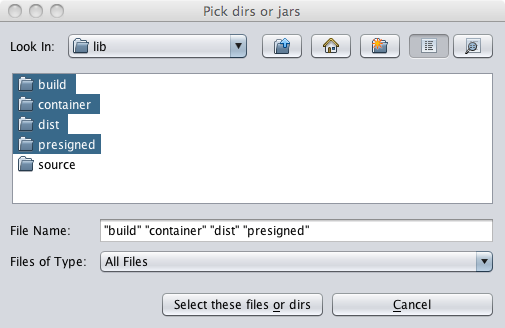 Pick dirs or jars
Look In: lib
build
container
dist
presigned
source
File Name: "build" "container" "dist" "presigned"
Files of Type: All Files
Select these files or dirs Cancel